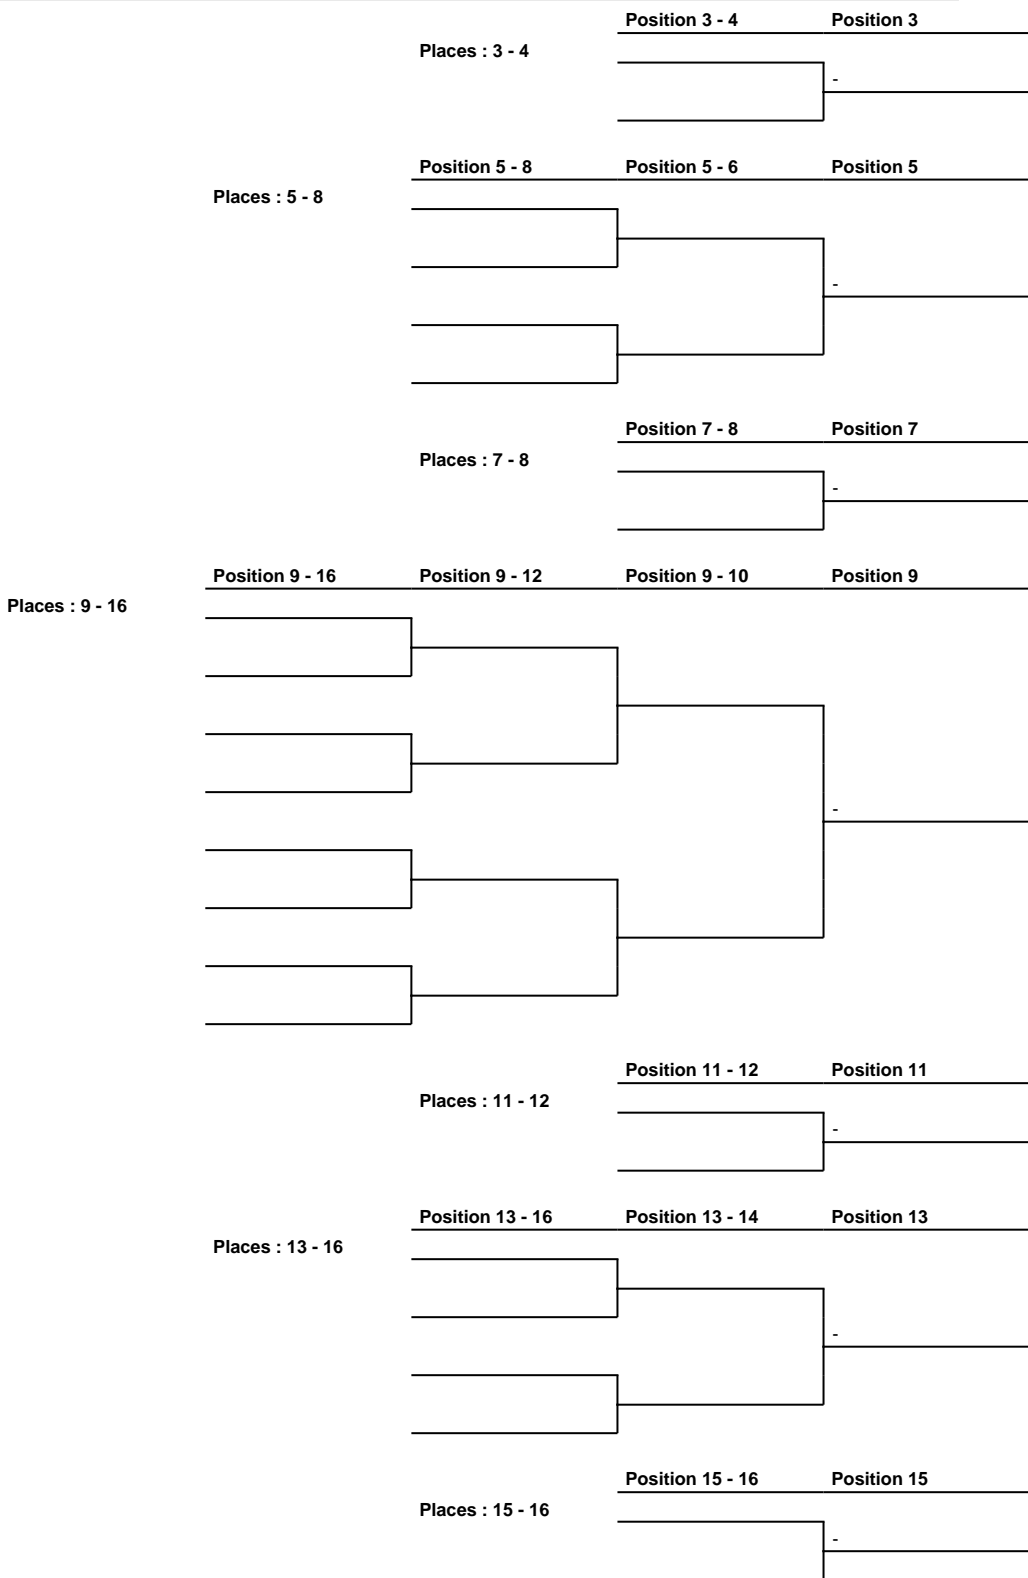 Position 3 - 4 Position 3
Places : 3 - 4
-
Position 5 - 8 Position 5 - 6 Position 5
Places : 5 - 8
-
Position 7 - 8 Position 7
Places : 7 - 8
-
Position 9 - 16 Position 9 - 12 Position 9 - 10 Position 9
Places : 9 - 16
-
Position 11 - 12 Position 11
Places : 11 - 12
-
Position 13 - 16 Position 13 - 14 Position 13
Places : 13 - 16
-
Position 15 - 16 Position 15
Places : 15 - 16
-